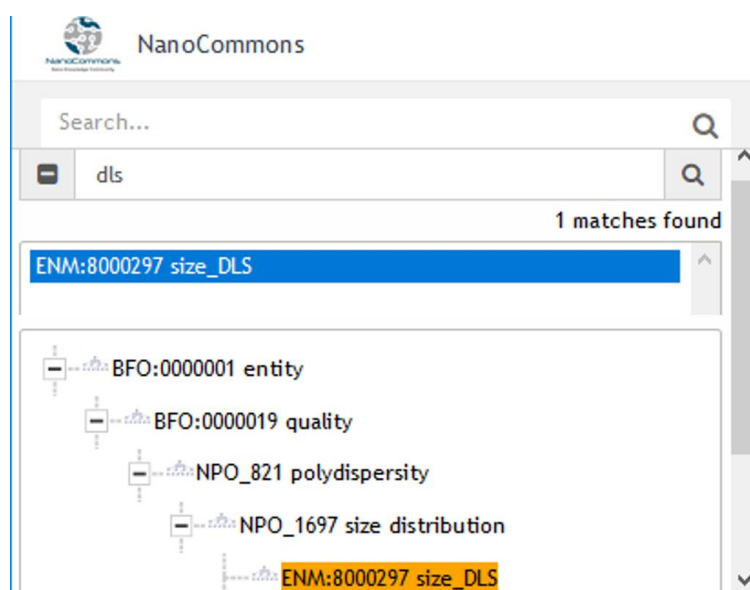 NanoCommons
NanoCommons
Search...
dls
1 matches found
ENM:8000297 size_DLS
BFO:0000001 entity
BFO:0000019 quality
NPO_821 polydispersity
NPO_1697 size distribution
ENM:8000297 size_DLS